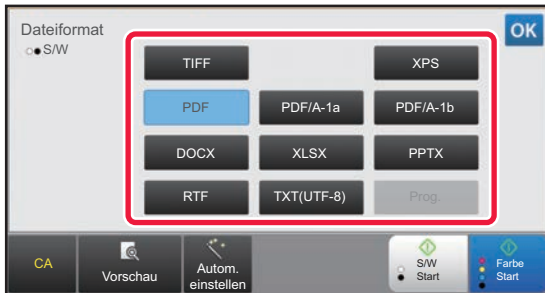 Dateiformat
OK
S/W
TIFF
XPS
PDF
PDF/A-1a
PDF/A-1b
DOCX
XLSX
PPTX
RTF
TXT(UTF-8)
Prog.
CA
Vorschau
Autom.
einstellen
S/W
Start
Farbe
Start